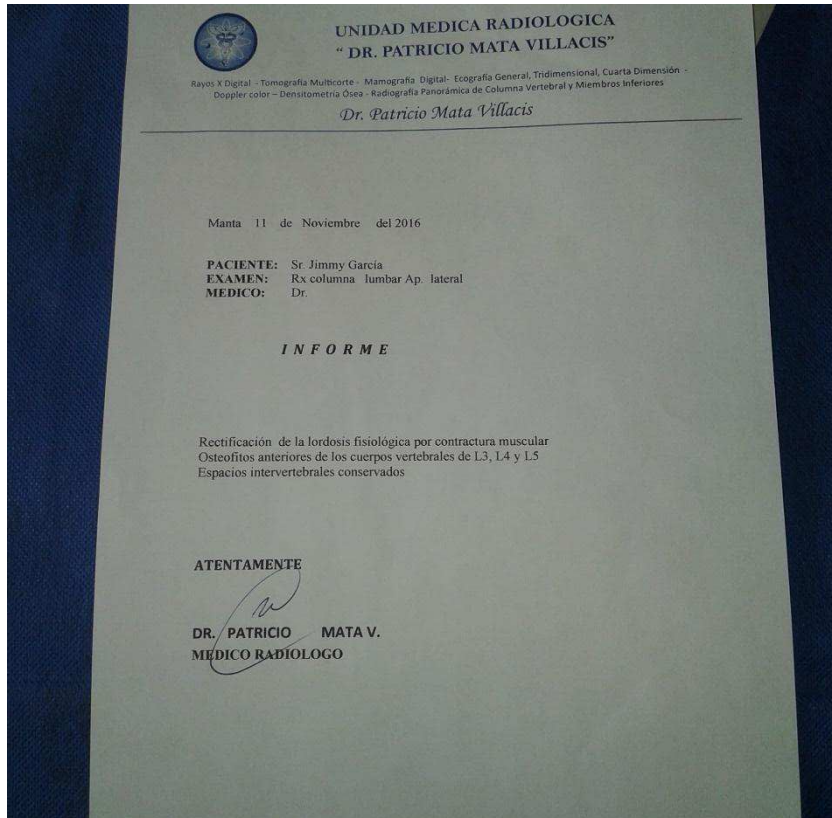 UNIDAD MEDICA RADIOLOGICA
“ DR. PATRICIO MATA VILLACIS”
Rayos X Digital - Tomografía Multicorte - Mamografía Digital- Ecografía General, Tridimensional, Cuarta Dimensión -
Doppler color – Densitometría Ósea - Radiografía Panorámica de Columna Vertebral y Miembros Inferiores
Dr. Patricio Mata Villacis
Manta 11 de Noviembre del 2016
PACIENTE: Sr. Jimmy García
EXAMEN: Rx columna lumbar Ap. lateral
MEDICO: Dr.
INFORME
Rectificación de la lordosis fisiológica por contractura muscular
Osteofitos anteriores de los cuerpos vertebrales de L3, L4 y L5
Espacios intervertebrales conservados
ATENTAMENTE
DR. PATRICIO MATA V.
MEDICO RADIOLOGO